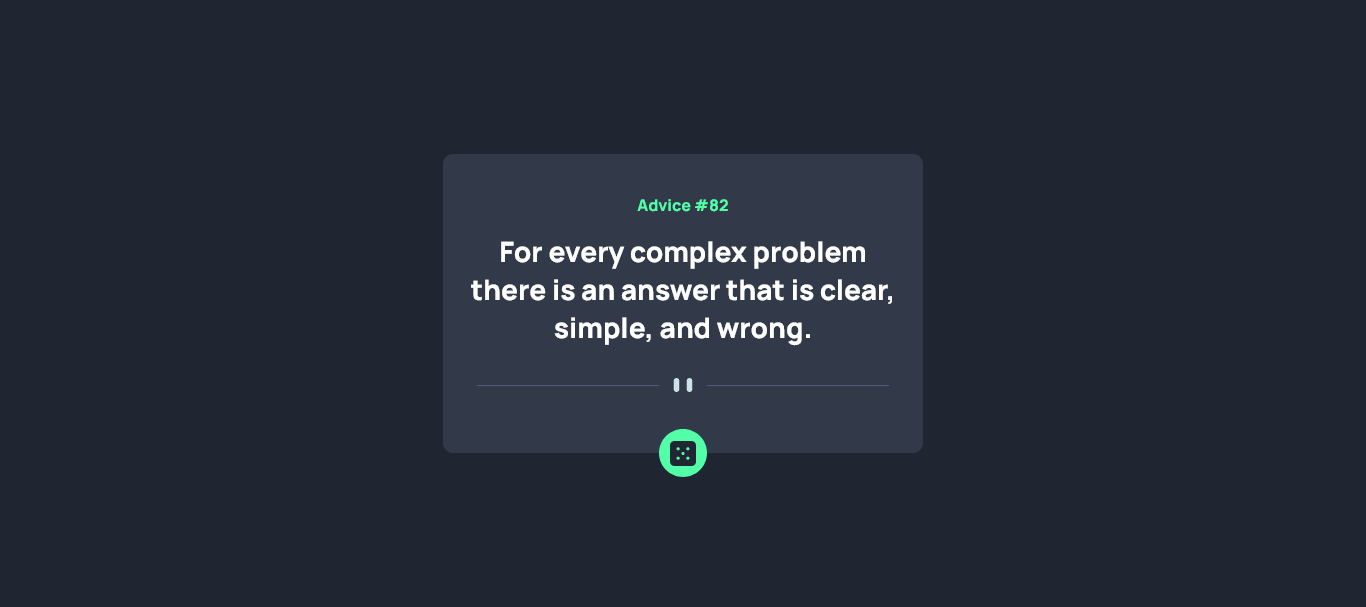 Advice #82
For every complex problem
there is an answer that is clear,
simple, and wrong.